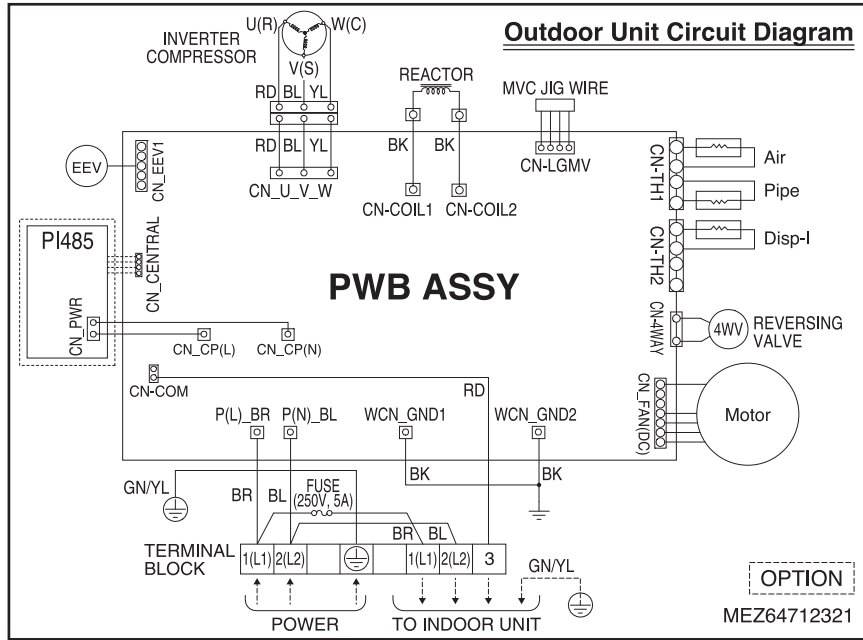 Outdoor Unit Circuit Diagram
U(R) W(C)
INVERTER
COMPRESSOR
V(S)
REACTOR
MVC JIG WIRE
RD BL YL
RD BL YL
BK BK
CN-LGMV
EEV
CN_EEV1
CN_U_V_W
CN-COIL1 CN-COIL2
CN-TH1
Air
Pipe
CN-TH2
Disp-I
PI485
CN_CENTRAL
PWB ASSY
CN_PWR
CN_CP(L) CN_CP(N)
CN-4WAY
4WV
REVERSING
VALVE
CN-COM
RD
CN_FAN(DC)
Motor
P(L)_BR P(N)_BL WCN_GND1 WCN_GND2
BK BK
GN/YL
BR BL
FUSE
(250V, 5A)
BR BL
TERMINAL
BLOCK
1(L1) 2(L2) 1(L1) 2(L2) 3
GN/YL
POWER TO INDOOR UNIT
OPTION
MEZ64712321